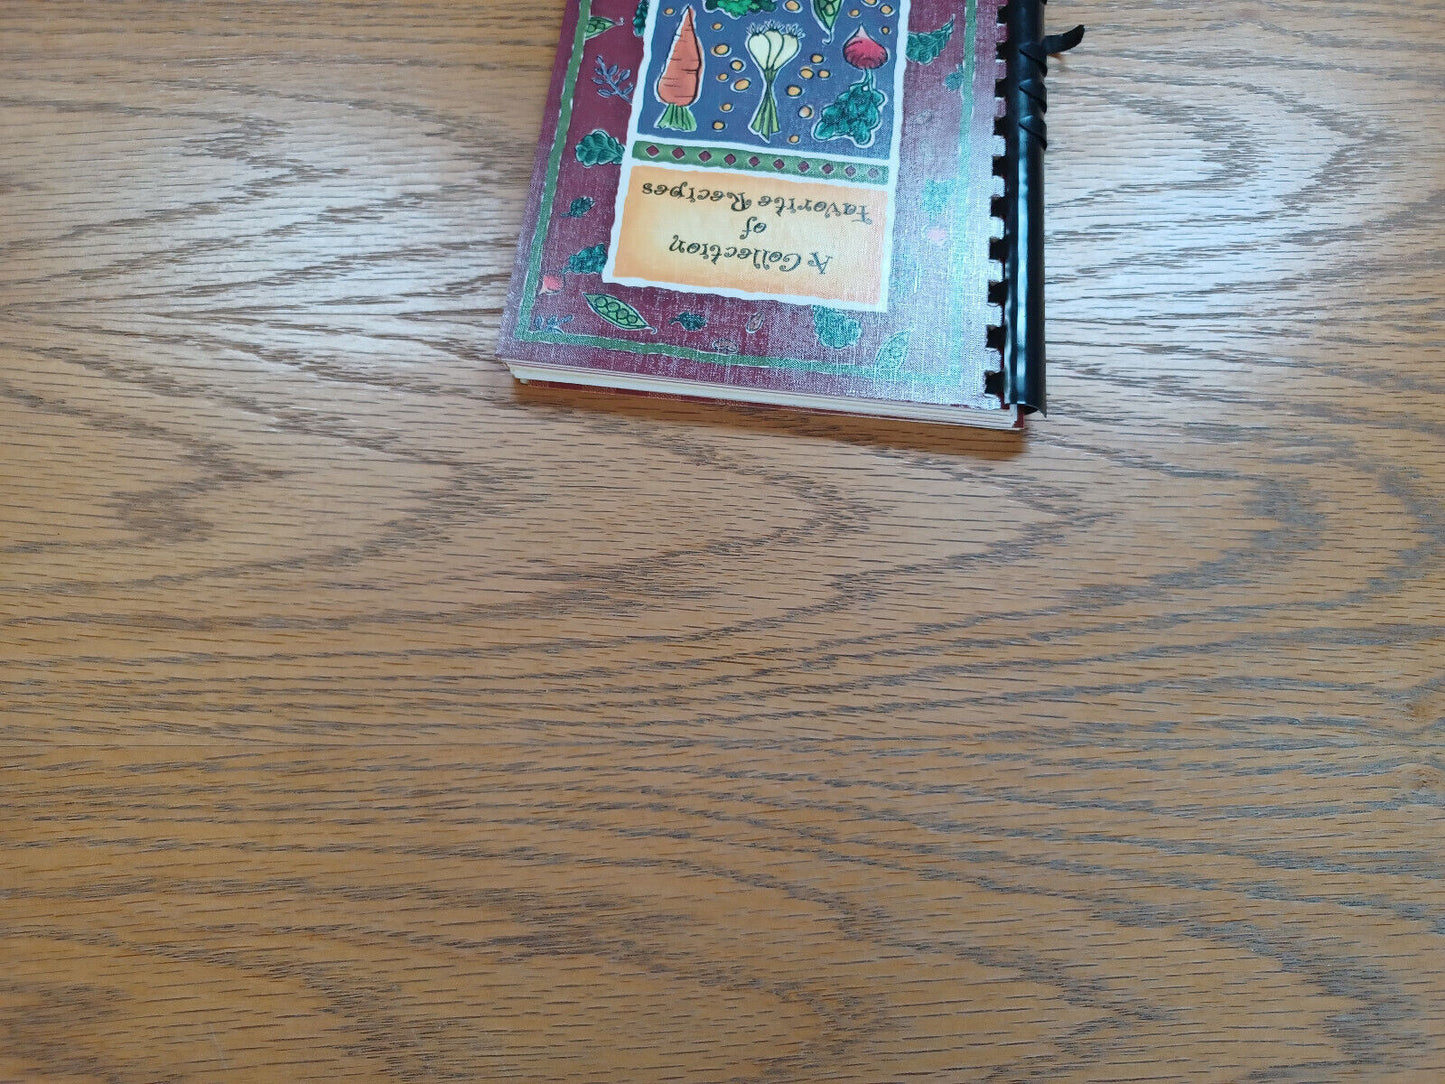 A Collection
of
Favorite Recipes